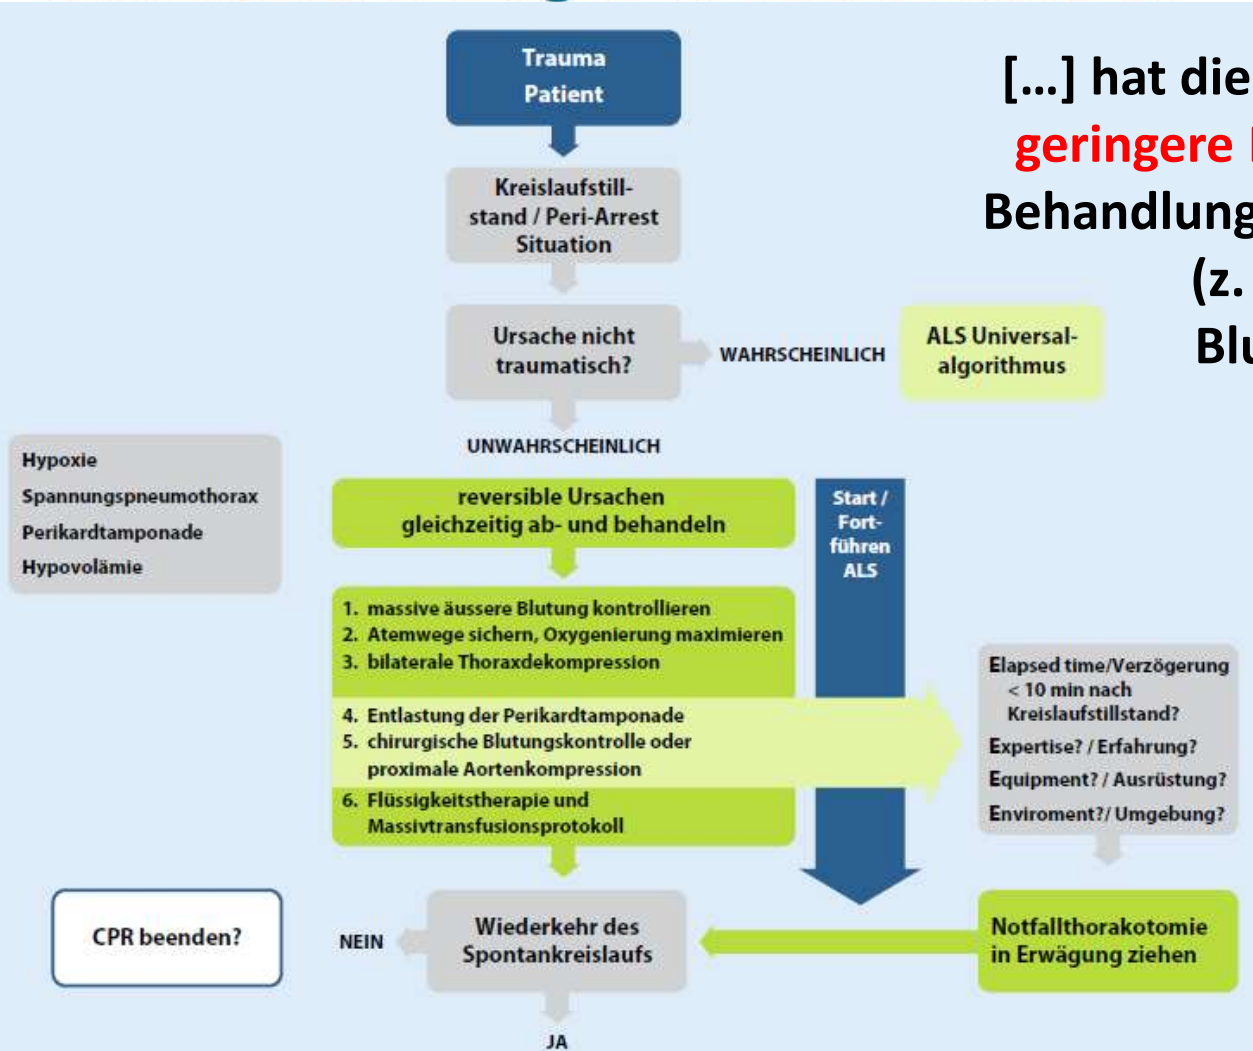 Trauma
Patient
[...] hat die
geringere
Behandlung
(z.
Kreislaufstill-
stand / Peri-Arrest
Situation
Ursache nicht
traumatisch?
WAHRSCHEINLICH
ALS Universal-
algorithmus
UNWAHRSCHEINLICH
Hypoxie
Spannungspneumothorax
Perikardtamponade
Hypovolämie
reversible Ursachen
gleichzeitig ab- und behandeln
Start /
Fort-
führen
ALS
1. massive äussere Blutung kontrollieren
2. Atemwege sichern, Oxygenierung maximieren
3. bilaterale Thoraxdekompression
4. Entlastung der Perikardtamponade
5. chirurgische Blutungskontrolle oder
proximale Aortenkompression
6. Flüssigkeitstherapie und
Massivtransfusionsprotokoll
Elapsed time/Verzögerung
< 10 min nach
Kreislaufstillstand?
Expertise? / Erfahrung?
Equipment? / Ausrüstung?
Enviroment?/ Umgebung?
CPR beenden?
NEIN
Wiederkehr des
Spontankreislaufs
Notfallthorakotomie
in Erwägung ziehen
JA